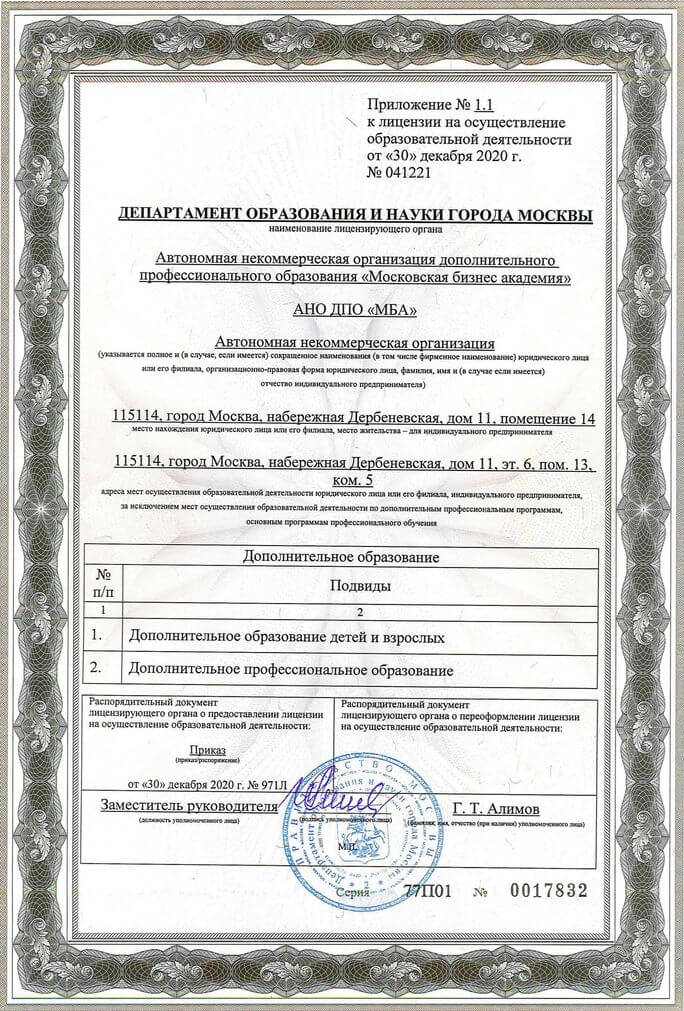 Приложение № 1.1
к лицензии на осуществление
образовательной деятельности
от «30» декабря 2020 г.
№ 041221
ДЕПАРТАМЕНТ ОБРАЗОВАНИЯ И НАУКИ ГОРОДА МОСКВЫ
наименование лицензирующего органа
Автономная некоммерческая организация дополнительного
профессионального образования «Московская бизнес академия»
АНО ДПО «МБА»
Автономная некоммерческая организация
(указывается полное и (в случае, если имеется) сокращенное наименования (в том числе фирменное наименование) юридического лица
или его филиала, организационно-правовая форма юридического лица, фамилия, имя и (в случае если имеется)
отчество индивидуального предпринимателя)
115114, город Москва, набережная Дербеневская, дом 11, помещение 14
место нахождения юридического лица или его филиала, место жительства – для индивидуального предпринимателя
115114, город Москва, набережная Дербеневская, дом 11, эт. 6, пом. 13,
ком. 5
адреса мест осуществления образовательной деятельности юридического лица или его филиала, индивидуального предпринимателя,
за исключением мест осуществления образовательной деятельности по дополнительным профессиональным программам,
основным программам профессионального обучения
Дополнительное образование
№
п/п
Подвиды
1
2
1. Дополнительное образование детей и взрослых
2. Дополнительное профессиональное образование
Распорядительный документ
лицензирующего органа о предоставлении лицензии
на осуществление образовательной деятельности:
Приказ
(приказ/распоряжение)
от «30» декабря 2020 г. № 971Л
Распорядительный документ
лицензирующего органа о переоформлении лицензии
на осуществление образовательной деятельности:
Заместитель руководителя
(должность уполномоченного лица)
(подпись уполномоченного лица)
Г. Т. Алимов
(фамилия, имя, отчество (при наличии) уполномоченного лица)
М.П.
Серия 77П01 № 0017832